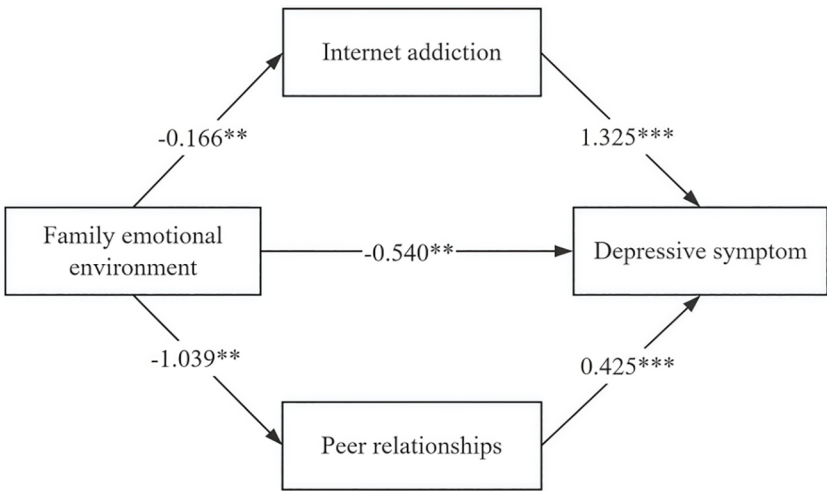 Internet addiction
-0.166**
1.325***
Family emotional
environment
-0.540**
Depressive symptom
-1.039**
0.425***
Peer relationships